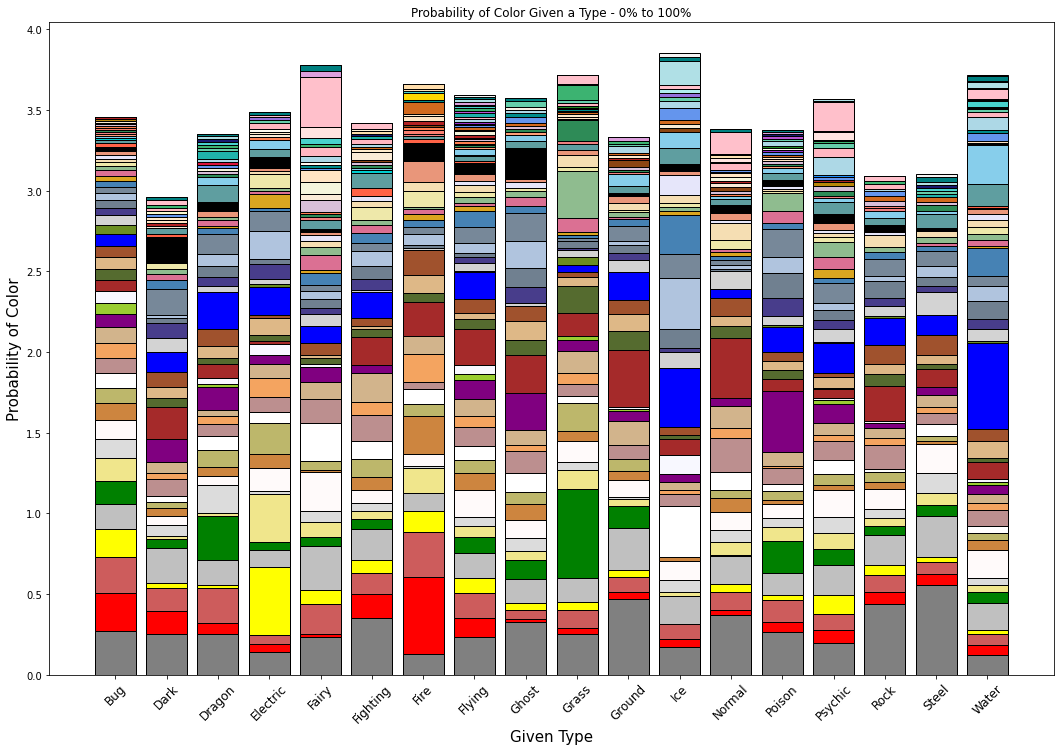 Probability of Color Given a Type - 0% to 100%
4.0
3.5
3.0
2.5
2.0
1.5
1.0
0.5
0.0
Probability of Color
Bug Dark Dragon Electric Fairy Fighting Fire Flying Ghost Grass Ground Ice Normal Poison Psychic Rock Steel Water
Given Type